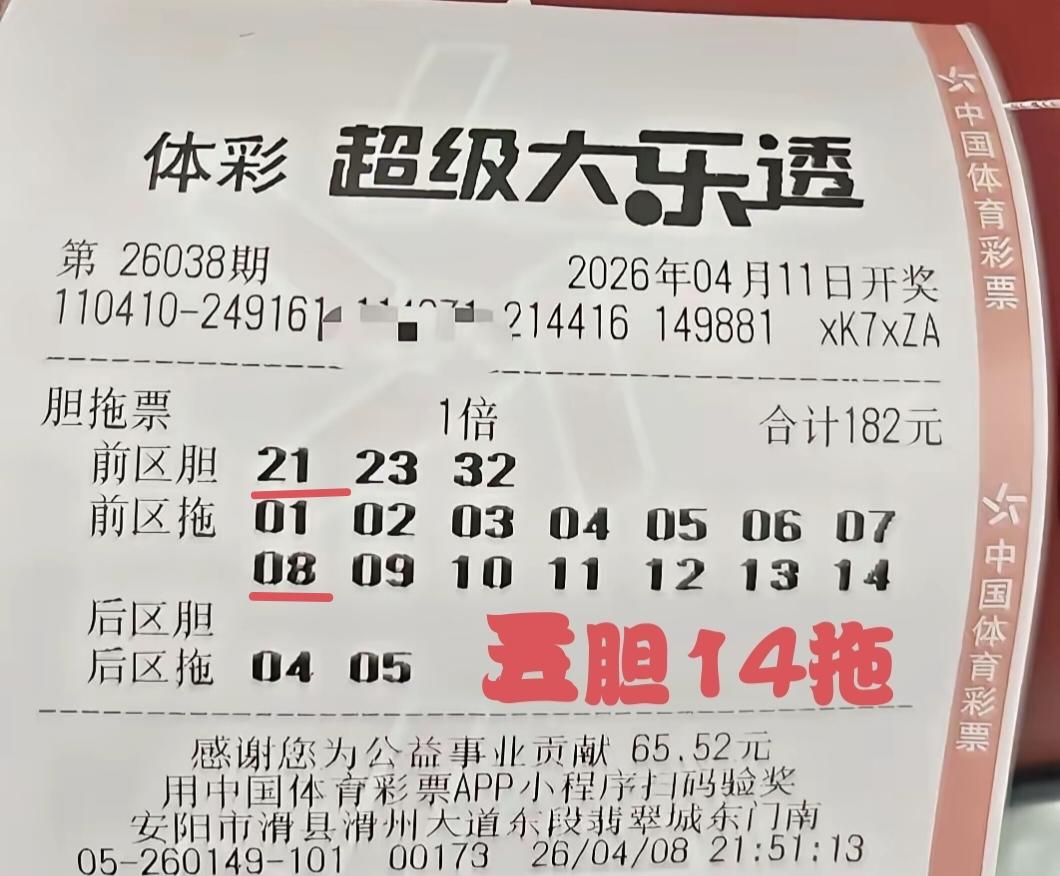 体彩 超级大乐透
第 26038期 2026年04月11日开奖
110410-249161 214416 149881 xK7xZA
胆拖票 1倍 合计182元
前区胆 21 23 32
前区拖 01 02 03 04 05 06 07
08 09 10 11 12 13 14
后区胆
后区拖 04 05
五胆14拖
感谢您为公益事业贡献 65.52元
用中国体育彩票APP小程序扫码验奖
安阳市滑县滑州大道东段翡翠城东门南
05-260149-101 00173 26/04/08 21:51:13
中国体育彩票
中国体育彩票